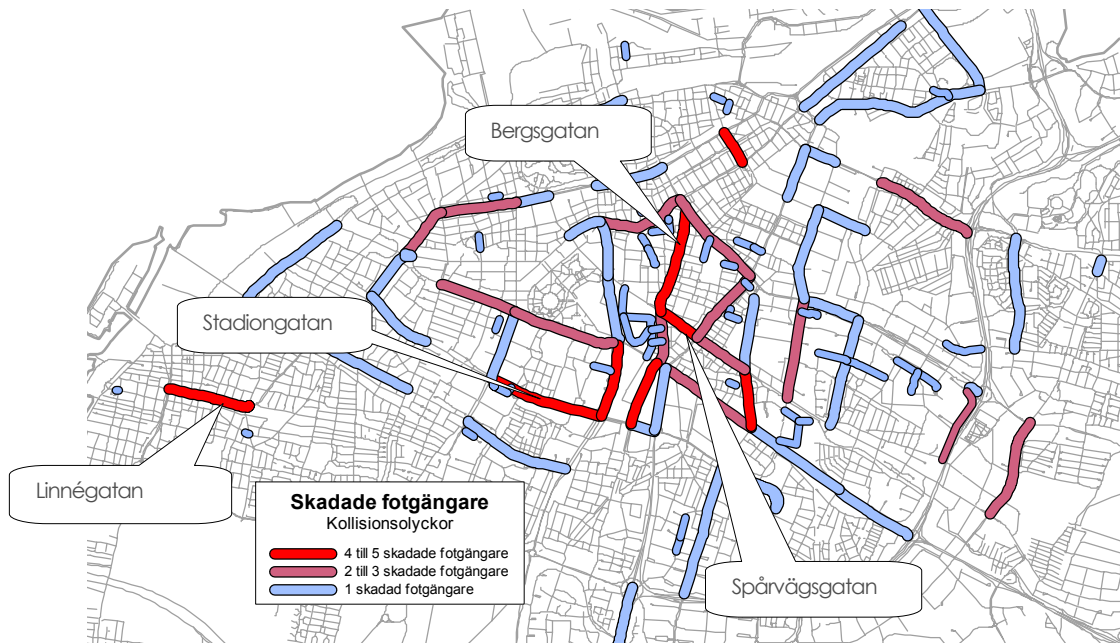 Bergsgatan
Stadiongatan
Linnégatan
Skadade fotgängare
Kollisionsolyckor
4 till 5 skadade fotgängare
2 till 3 skadade fotgängare
1 skadad fotgängare
Spårvägsgatan